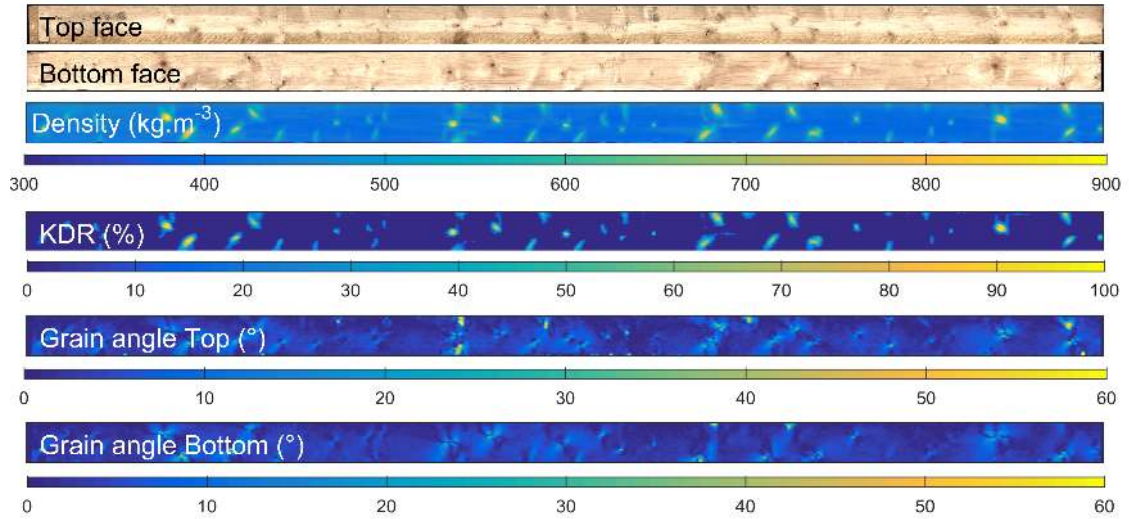 Top face
Bottom face
Density (kg.m-3)
300 400 500 600 700 800 900
KDR (%)
0 10 20 30 40 50 60 70 80 90 100
Grain angle Top (°)
0 10 20 30 40 50 60
Grain angle Bottom (°)
0 10 20 30 40 50 60